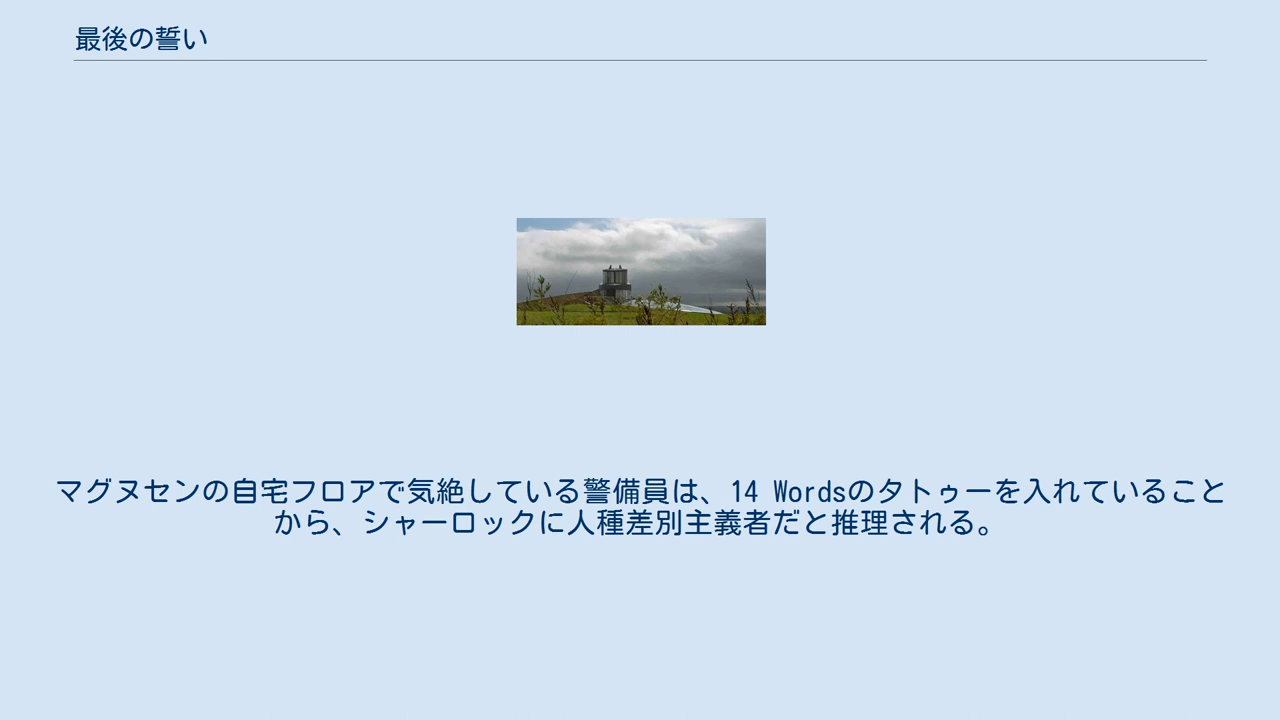 最後の誓い
マグヌセンの自宅フロアで気絶している警備員は、14 Wordsのタトゥーを入れていること
から、シャーロックに人種差別主義者だと推理される。